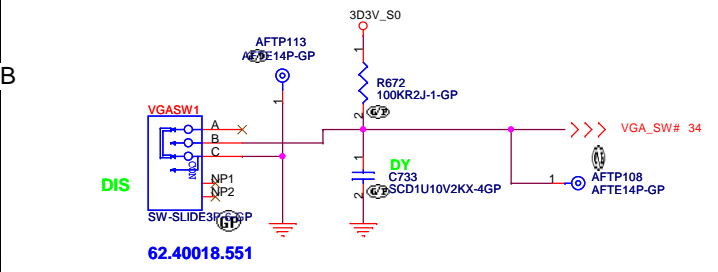 3D3V_S0
AFTP113
AFTE14P-GP
B
1
1
R672
100KR2J-1-GP
2
G/P
VGASW1
A
B
C
VGA_SW# 34
1
DY
C733
SCD1U10V2KX-4GP
2
G/P
1
AFTP108
AFTE14P-GP
DIS
NP1
NP2
SW-SLIDE3P-6-GP
GP
62.40018.551